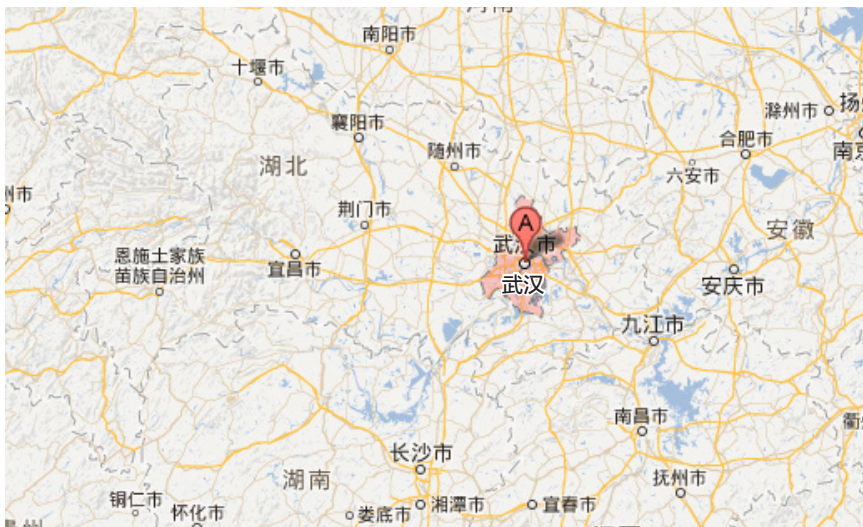 南阳市
十堰市
襄阳市
滁州市
合肥市
随州市
六安市
湖北
州市
荆门市
A
安徽
武汉市
恩施土家族
苗族自治州
宜昌市
武汉
安庆市
九江市
南昌市
长沙市
湖南
抚州市
铜仁市
怀化市
娄底市
湘潭市
宜春市